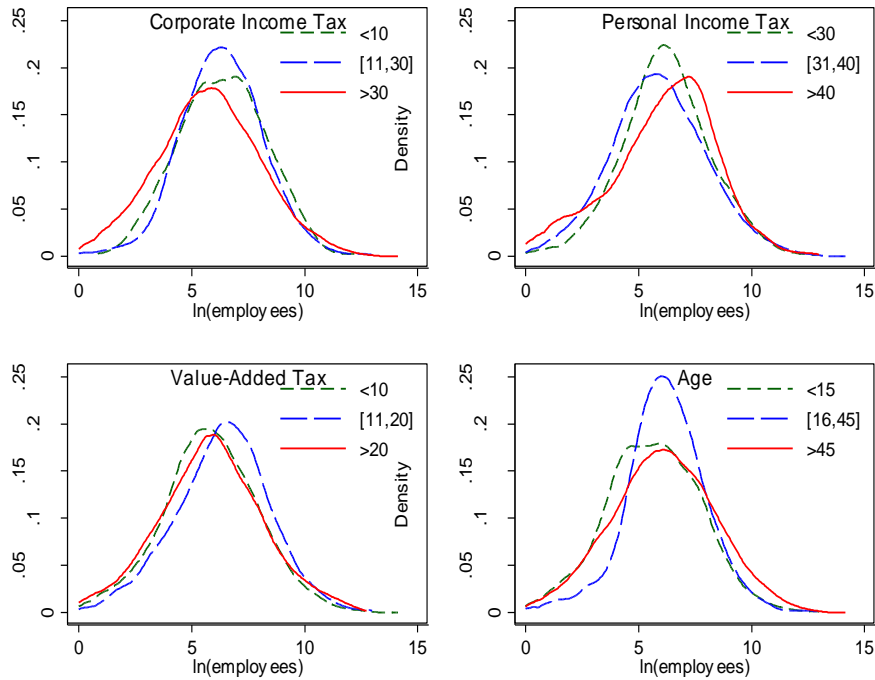 Corporate Income Tax
<10
[11,30]
>30
.25
.2
.15
.1
.05
0
0 5 10 15
ln(employ ees)
Personal Income Tax
<30
[31,40]
>40
Density
.25
.2
.15
.1
.05
0
0 5 10 15
ln(employ ees)
Value-Added Tax
<10
[11,20]
>20
.25
.2
.15
.1
.05
0
0 5 10 15
ln(employ ees)
Age
<15
[16,45]
>45
Density
.25
.2
.15
.1
.05
0
0 5 10 15
ln(employ ees)